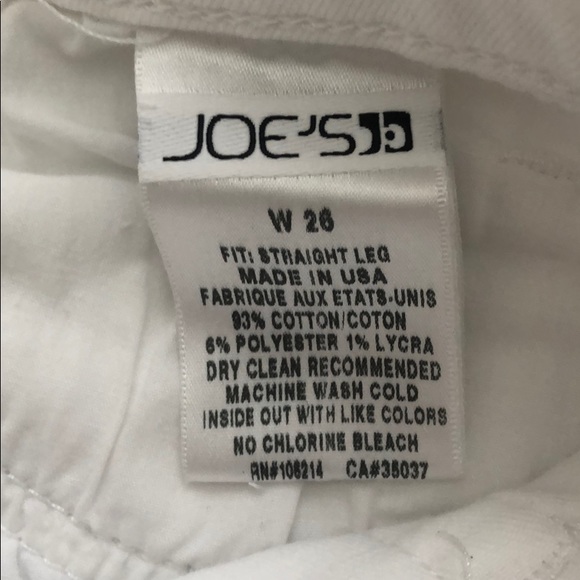 JOE'S
W 26
FIT: STRAIGHT LEG
MADE IN USA
FABRIQUE AUX ETATS-UNIS
93% COTTON/COTON
6% POLYESTER 1% LYCRA
DRY CLEAN RECOMMENDED
MACHINE WASH COLD
INSIDE OUT WITH LIKE COLORS
NO CHLORINE BLEACH
RN#106214 CA#35037